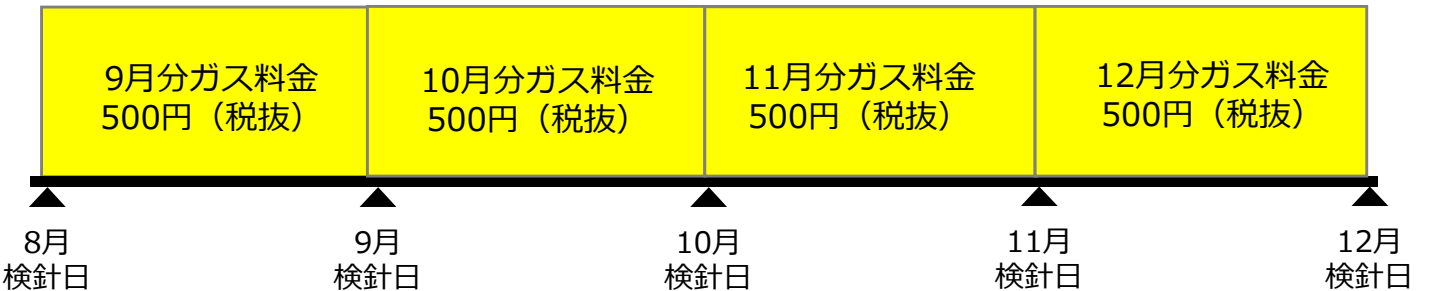 9月分ガス料金
500円（税抜）
10月分ガス料金
500円（税抜）
11月分ガス料金
500円（税抜）
12月分ガス料金
500円（税抜）
8月
検針日
9月
検針日
10月
検針日
11月
検針日
12月
検針日